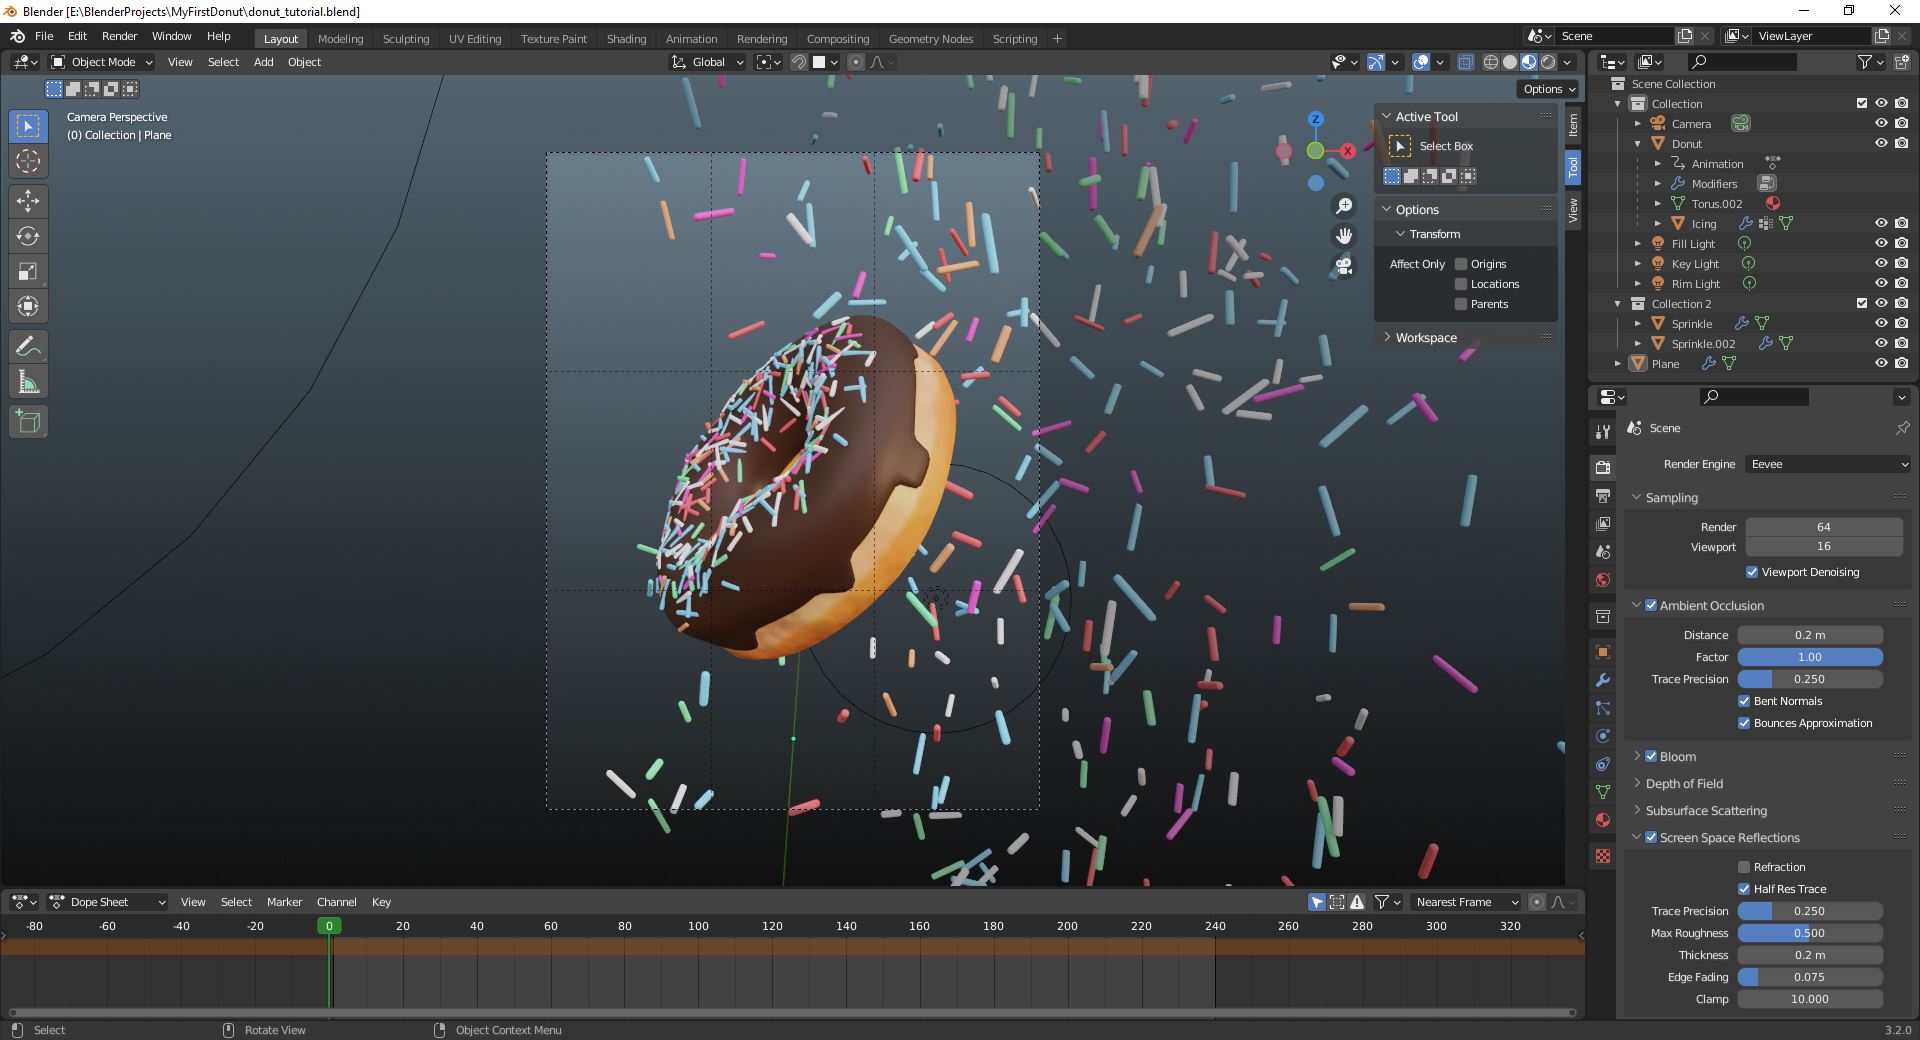 Blender [E:\BlenderProjects\MyFirstDonut\donut_tutorial.blend]
File Edit Render Window Help Layout Modeling Sculpting UV Editing Texture Paint Shading Animation Rendering Compositing Geometry Nodes Scripting + Scene ViewLayer
Object Mode View Select Add Object Global
Options
Camera Perspective
(0) Collection | Plane
Z
X
Active Tool
Select Box
Options
Transform
Affect Only Origins
Locations
Parents
Workspace
Item
Tool
View
Scene Collection
Collection
Camera
Donut
Animation
Modifiers
Torus.002
Icing
Fill Light
Key Light
Rim Light
Collection 2
Sprinkle
Sprinkle.002
Plane
Scene
Render Engine Eevee
Sampling
Render 64
Viewport 16
Viewport Denoising
Ambient Occlusion
Distance 0.2 m
Factor 1.00
Trace Precision 0.250
Bent Normals
Bounces Approximation
Bloom
Depth of Field
Subsurface Scattering
Screen Space Reflections
Refraction
Half Res Trace
Trace Precision 0.250
Max Roughness 0.500
Thickness 0.2 m
Edge Fading 0.075
Clamp 10.000
Dope Sheet View Select Marker Channel Key Nearest Frame
-80 -60 -40 -20 0 20 40 60 80 100 120 140 160 180 200 220 240 260 280 300 320
Select Rotate View Object Context Menu 3.2.0